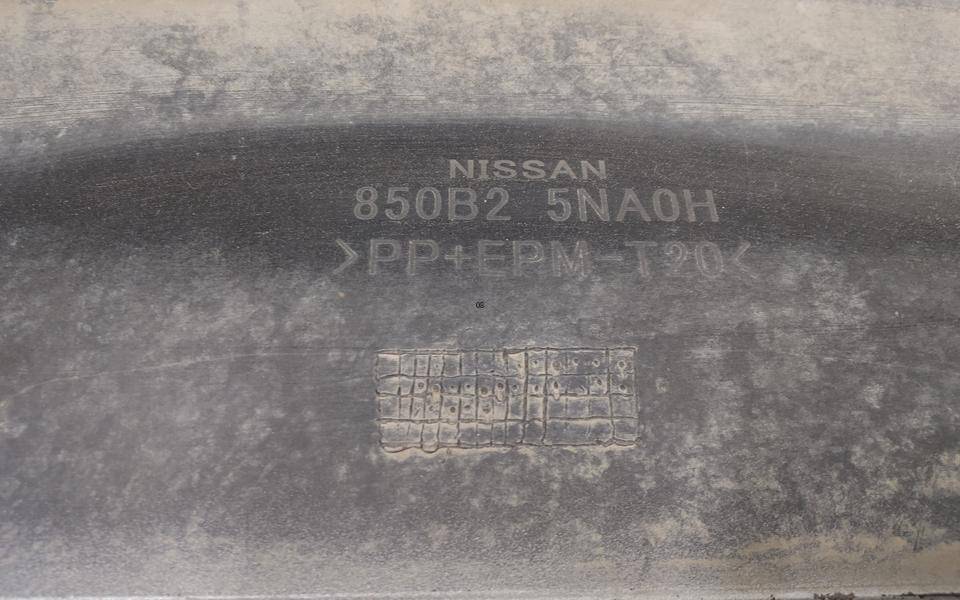 NISSAN
850B2 5NA0H
>PP+EPM-T20<